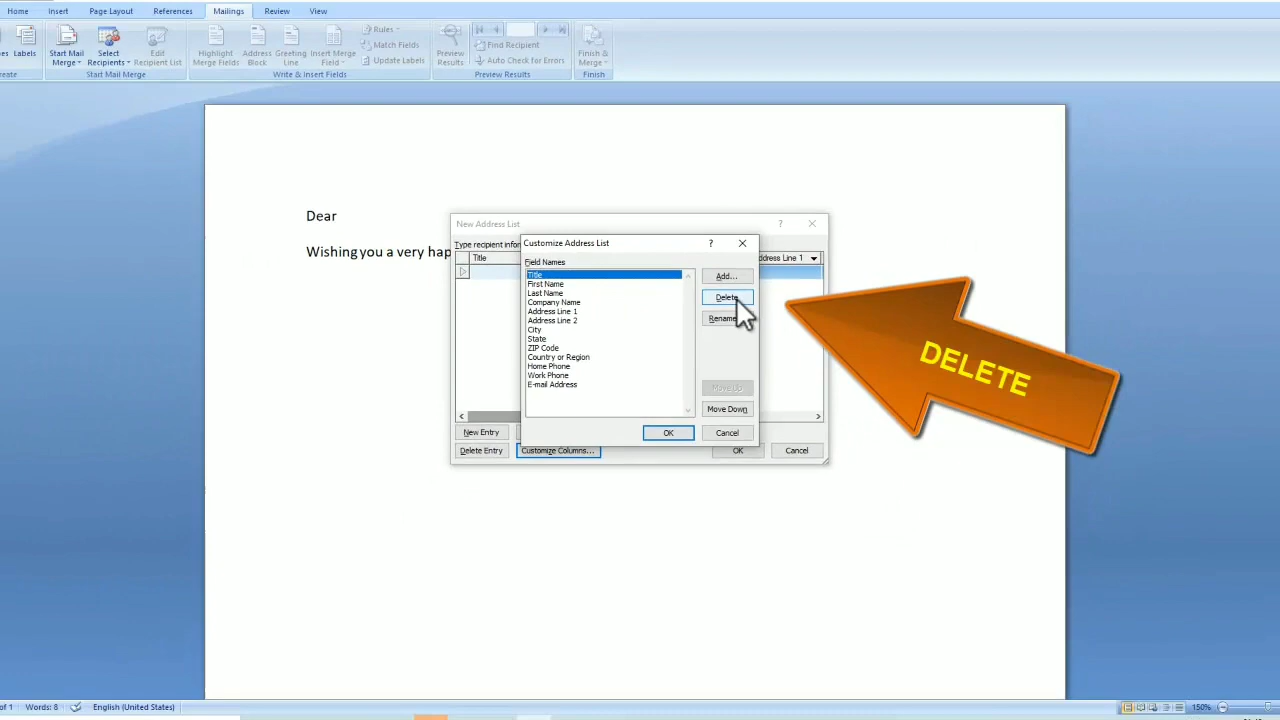 Home Insert Page Layout References Mailings Review View
Labels Start Mail Merge Select Recipients Edit Recipient List Highlight Merge Fields Address Block Greeting Line Insert Merge Field Rules Match Fields Update Labels Preview Results Find Recipient Auto Check for Errors Finish & Merge
Start Mail Merge Write & Insert Fields Preview Results Finish
Dear
Wishing you a very hap
New Address List
Type recipient infor
Title
ddress Line 1
Customize Address List
Field Names
Title
First Name
Last Name
Company Name
Address Line 1
Address Line 2
City
State
ZIP Code
Country or Region
Home Phone
Work Phone
E-mail Address
Add...
Delete
Rename
Move Up
Move Down
OK Cancel
New Entry
Delete Entry Customize Columns... OK Cancel
DELETE
of 1 Words: 8 English (United States) 150%